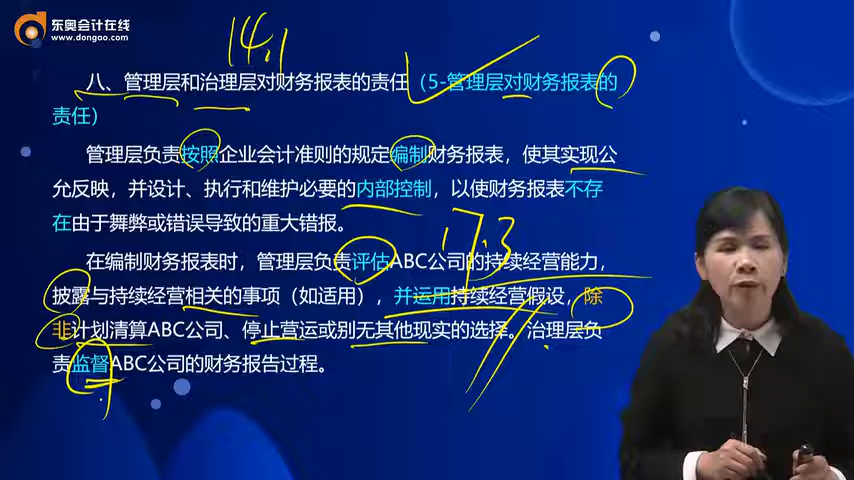 东奥会计在线
www.dongao.com
14.1
八、管理层和治理层对财务报表的责任（5-管理层对财务报表的
责任）
管理层负责按照企业会计准则的规定编制财务报表，使其实现公
允反映，并设计、执行和维护必要的内部控制，以使财务报表不存
在由于舞弊或错误导致的重大错报。
17.3
在编制财务报表时，管理层负责评估ABC公司的持续经营能力，
披露与持续经营相关的事项（如适用），并运用持续经营假设，除
非计划清算ABC公司、停止营运或别无其他现实的选择。治理层负
责监督ABC公司的财务报告过程。